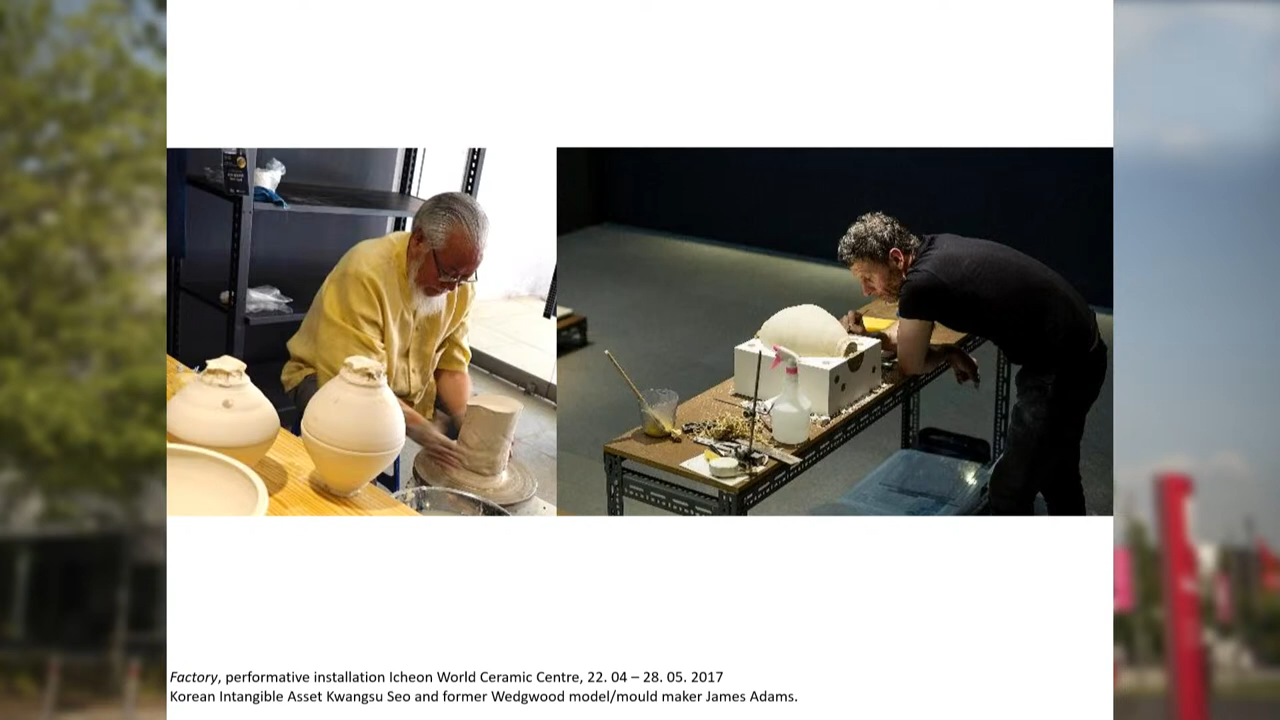 Factory, performative installation Icheon World Ceramic Centre, 22. 04 – 28. 05. 2017
Korean Intangible Asset Kwangsu Seo and former Wedgwood model/mould maker James Adams.